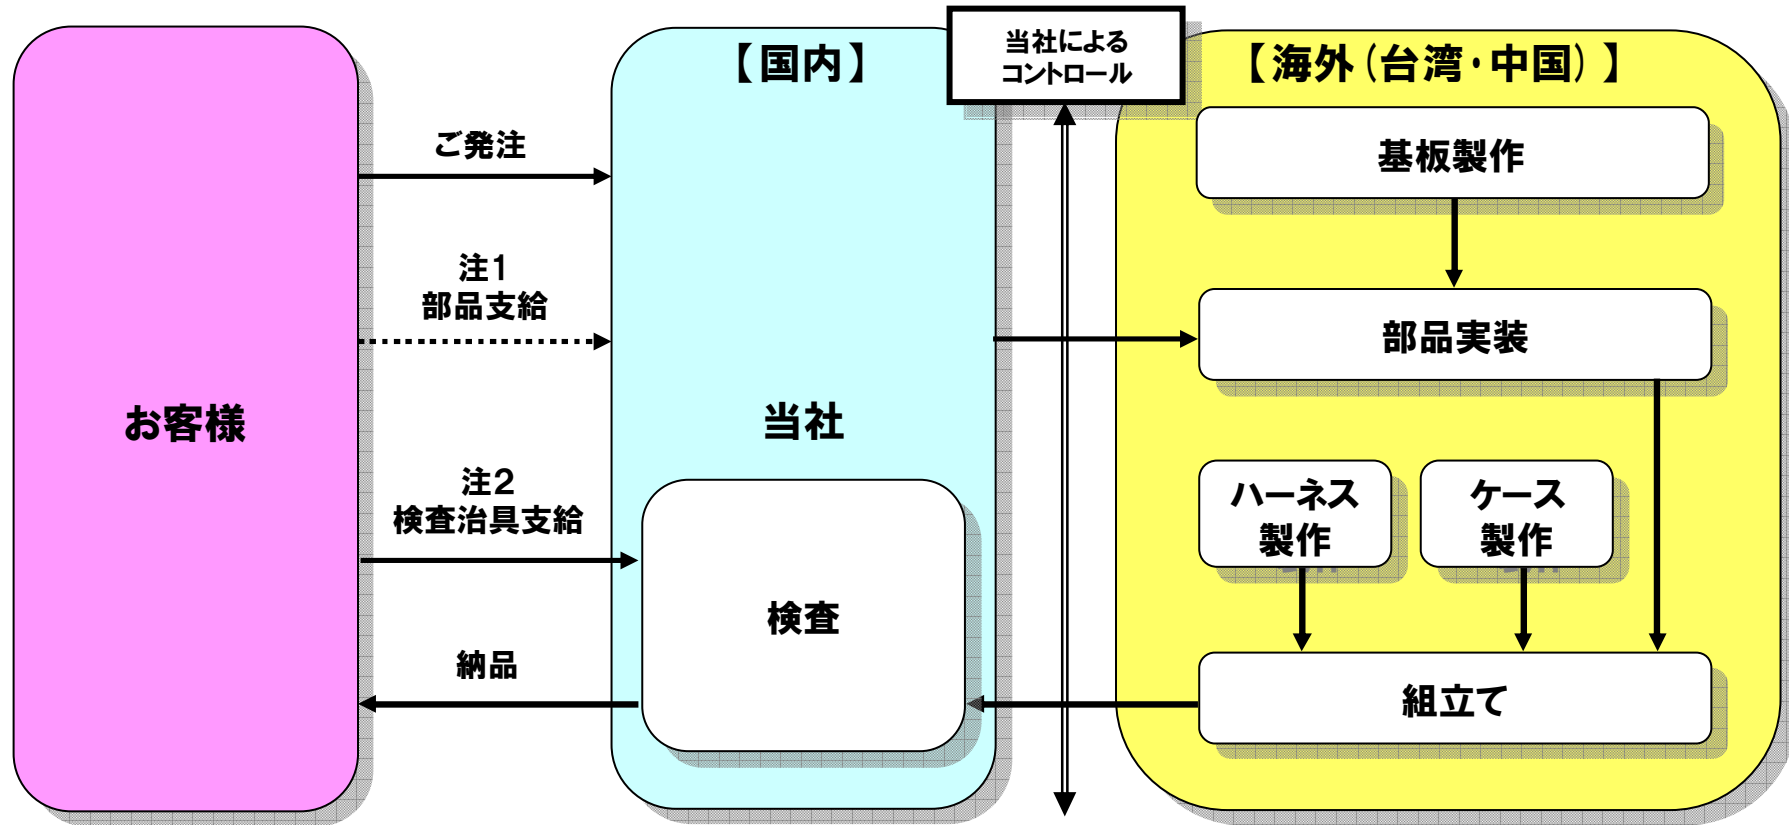 当社による
コントロール
【国内】
【海外(台湾・中国)】
ご発注
基板製作
注1
部品支給
部品実装
お客様
当社
注2
検査治具支給
ハーネス
製作
ケース
製作
検査
納品
組立て